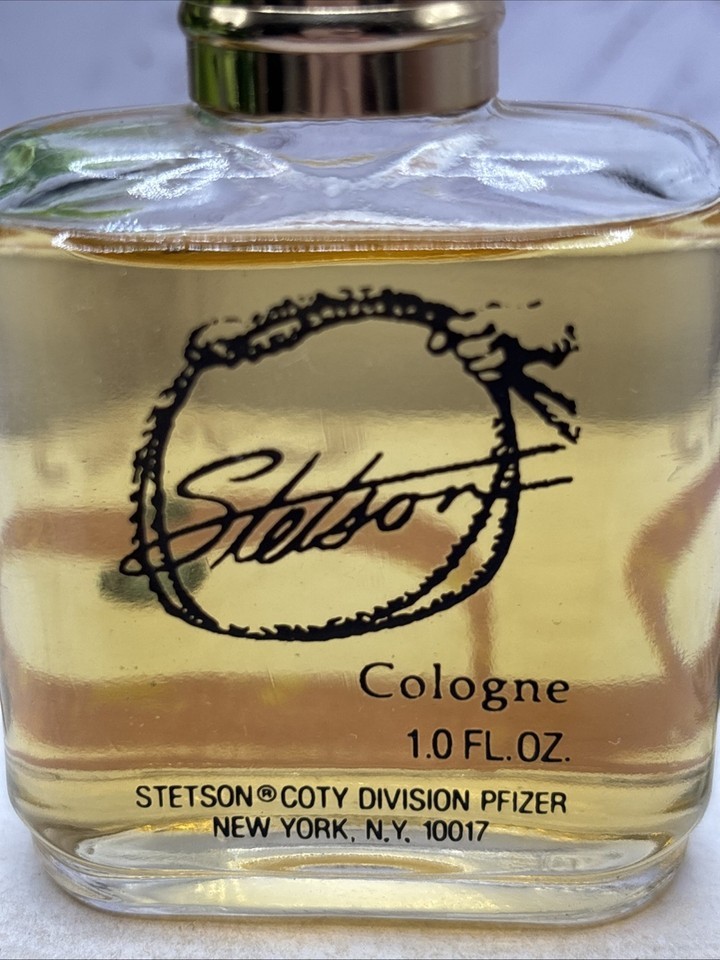 Stetson
Cologne
1.0 FL. OZ.
STETSON® COTY DIVISION PFIZER
NEW YORK, N.Y. 10017